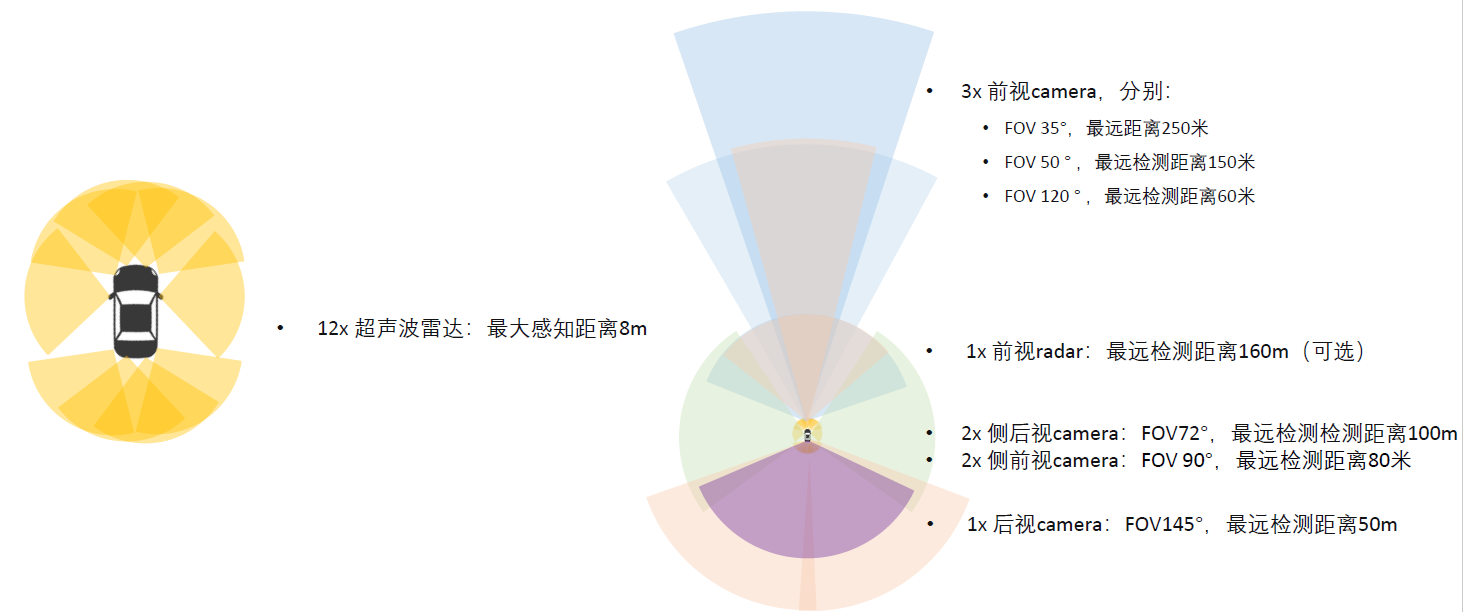 • 3x 前视camera，分别：
• FOV 35°，最远距离250米
• FOV 50 °，最远检测距离150米
• FOV 120 °，最远检测距离60米
• 12x 超声波雷达：最大感知距离8m
• 1x 前视radar：最远检测距离160m（可选）
• 2x 侧后视camera：FOV72°，最远检测检测距离100m
• 2x 侧前视camera：FOV 90°，最远检测距离80米
• 1x 后视camera：FOV145°，最远检测距离50m